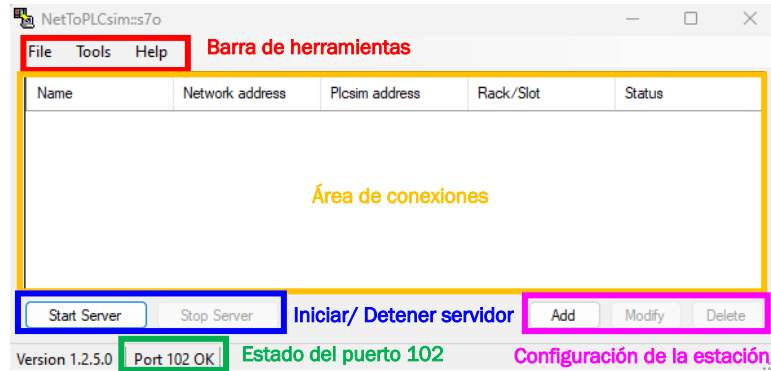 NetToPLCsim::s7o
File Tools Help Barra de herramientas
Name Network address Plcsim address Rack/Slot Status
Área de conexiones
Start Server Stop Server Iniciar/ Detener servidor Add Modify Delete
Version 1.2.5.0 Port 102 OK Estado del puerto 102 Configuración de la estación